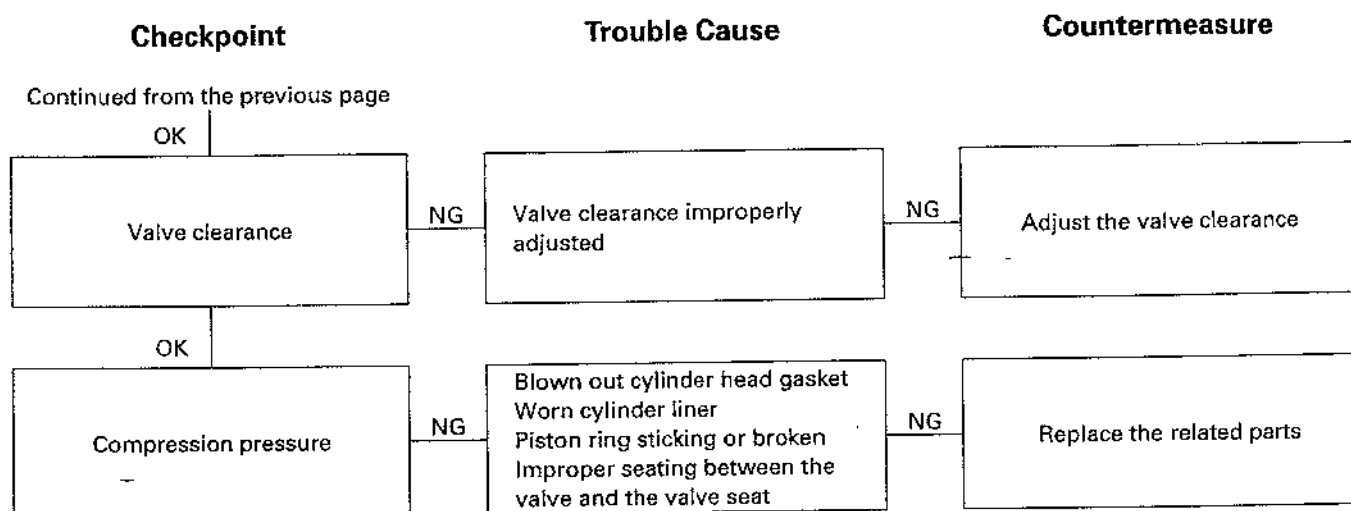 Checkpoint
Trouble Cause
Countermeasure
Continued from the previous page
OK
Valve clearance
NG
Valve clearance improperly
adjusted
NG
Adjust the valve clearance
OK
Compression pressure
NG
Blown out cylinder head gasket
Worn cylinder liner
Piston ring sticking or broken
Improper seating between the
valve and the valve seat
NG
Replace the related parts